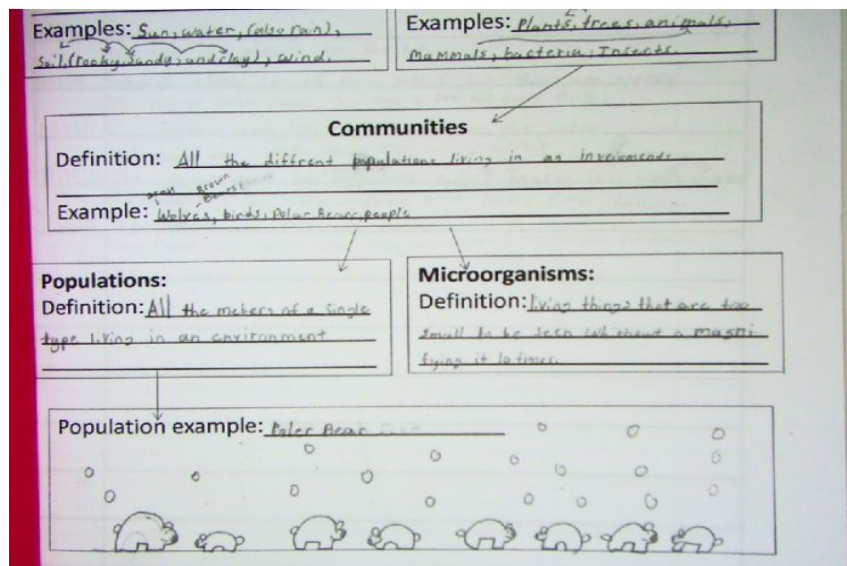 Examples: Sun, water, (also rain),
Soil, (rocky, sandy, and clay), wind.
Examples: Plants, trees, animals,
mammals, bacteria, Insects.
Communities
Definition: All the diffrent populations living in an
Brown
Bears
Example: Wolves, birds, Polar Bears, people
Populations:
Definition: All the mebers of a single
type living in an environment
Microorganisms:
Definition: living things that are too
small to be seen without a magni
fying it 10 times.
Population example: Poler Bear